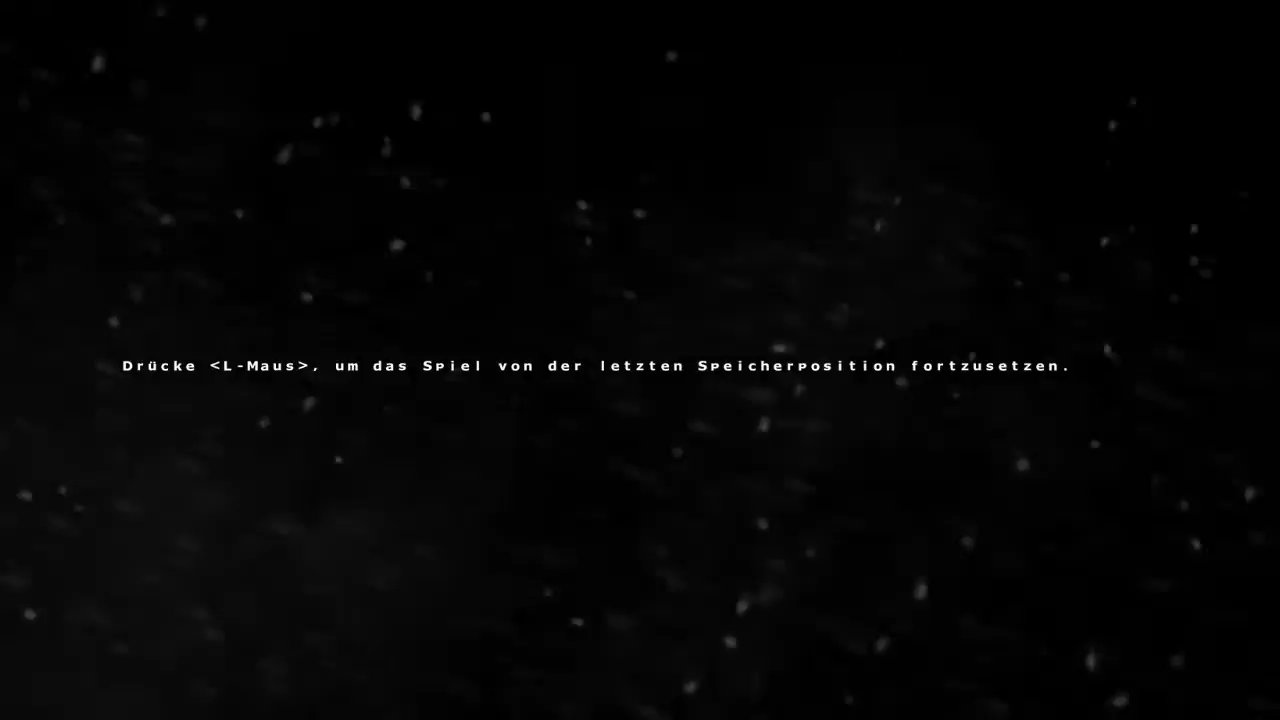 Drücke <L-Maus>, um das Spiel von der letzten Speicherposition fortzusetzen.